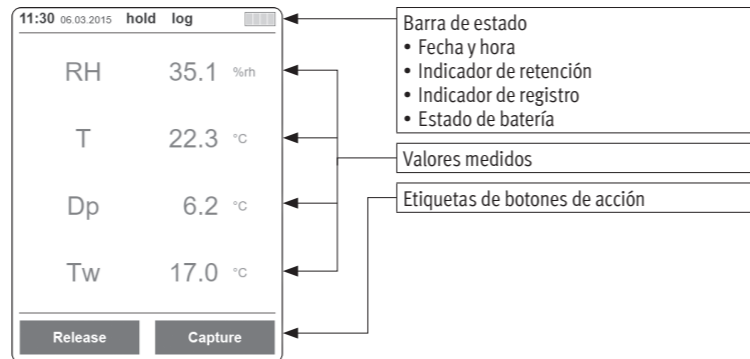 11:30 06.03.2015 hold log
RH 35.1 %rh
T 22.3 °C
Dp 6.2 °C
Tw 17.0 °C
Release Capture
Barra de estado
• Fecha y hora
• Indicador de retención
• Indicador de registro
• Estado de batería
Valores medidos
Etiquetas de botones de acción